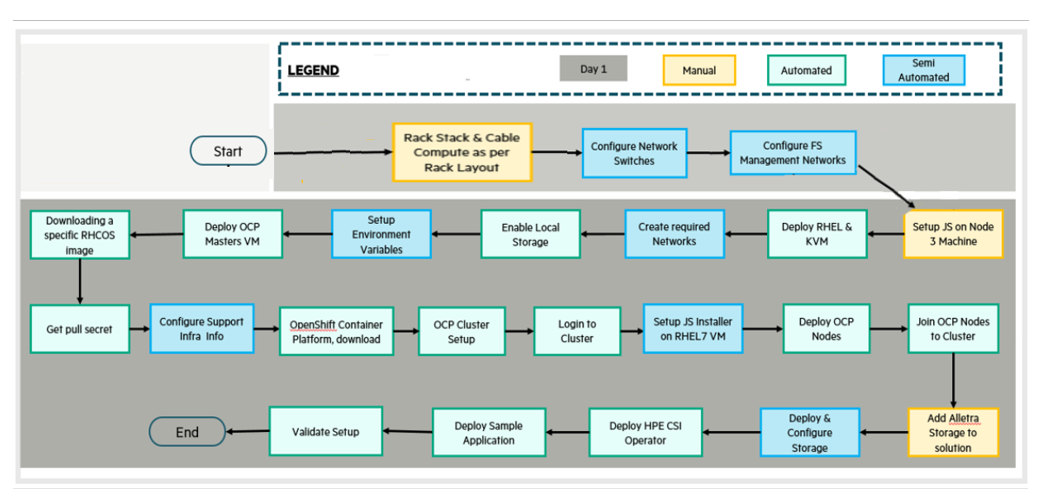 LEGEND
Day 1
Manual
Automated
Semi
Automated
Start
Rack Stack & Cable
Compute as per
Rack Layout
Configure Network
Switches
Configure FS
Management Networks
Downloading a
specific RHCOS
image
Deploy OCP
Masters VM
Setup
Environment
Variables
Enable Local
Storage
Create required
Networks
Deploy RHEL &
KVM
Setup JS on Node
3 Machine
Get pull secret
Configure Support
Infra Info
OpenShift Container
Platform, download
OCP Cluster
Setup
Login to
Cluster
Setup JS Installer
on RHEL7 VM
Deploy OCP
Nodes
Join OCP Nodes
to Cluster
End
Validate Setup
Deploy Sample
Application
Deploy HPE CSI
Operator
Deploy &
Configure
Storage
Add Alletra
Storage to
solution